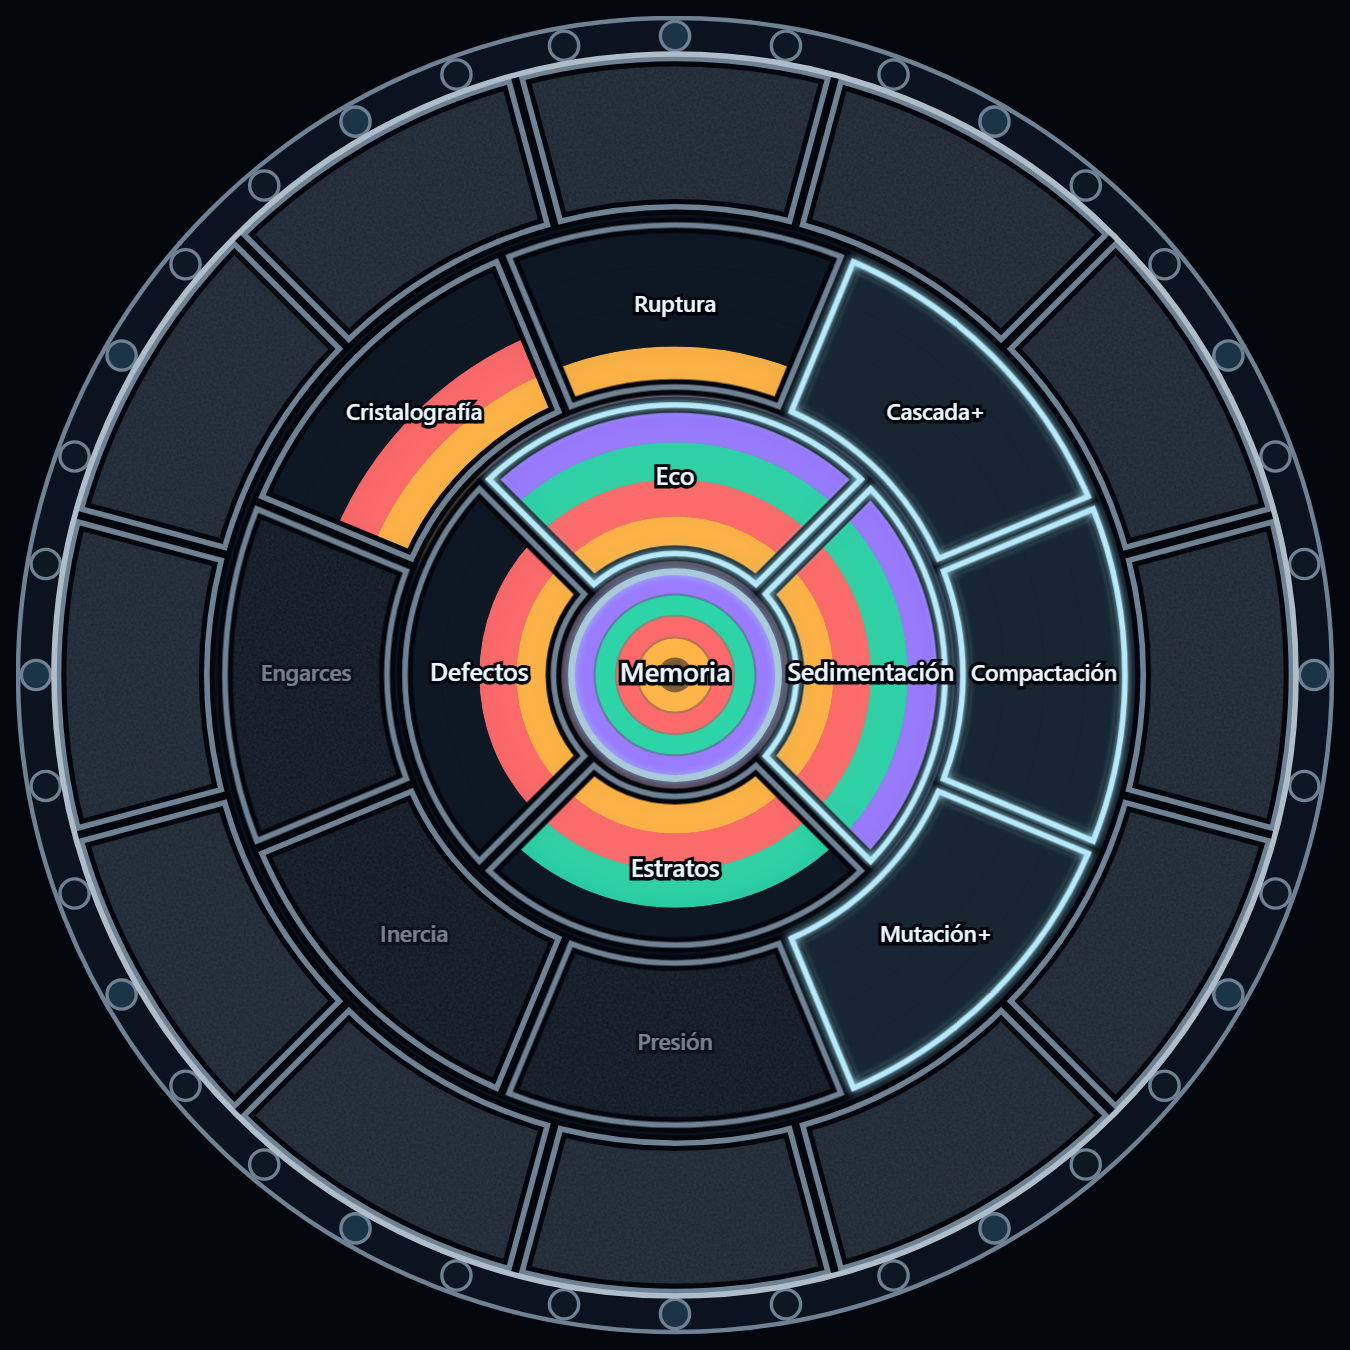 Ruptura
Cristalografía
Cascada+
Eco
Engarces
Defectos
Memoria
Sedimentación
Compactación
Estratos
Inercia
Mutación+
Presión